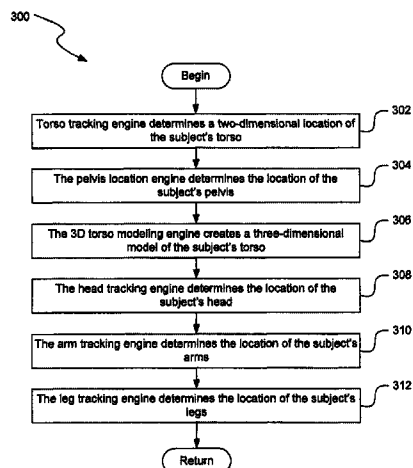 300
Begin
302
Torso tracking engine determines a two-dimensional location of
the subject's torso
304
The pelvis location engine determines the location of the
subject's pelvis
306
The 3D torso modeling engine creates a three-dimensional
model of the subject's torso
308
The head tracking engine determines the location of the
subject's head
310
The arm tracking engine determines the location of the subject's
arms
312
The leg tracking engine determines the location of the subject's
legs
Return